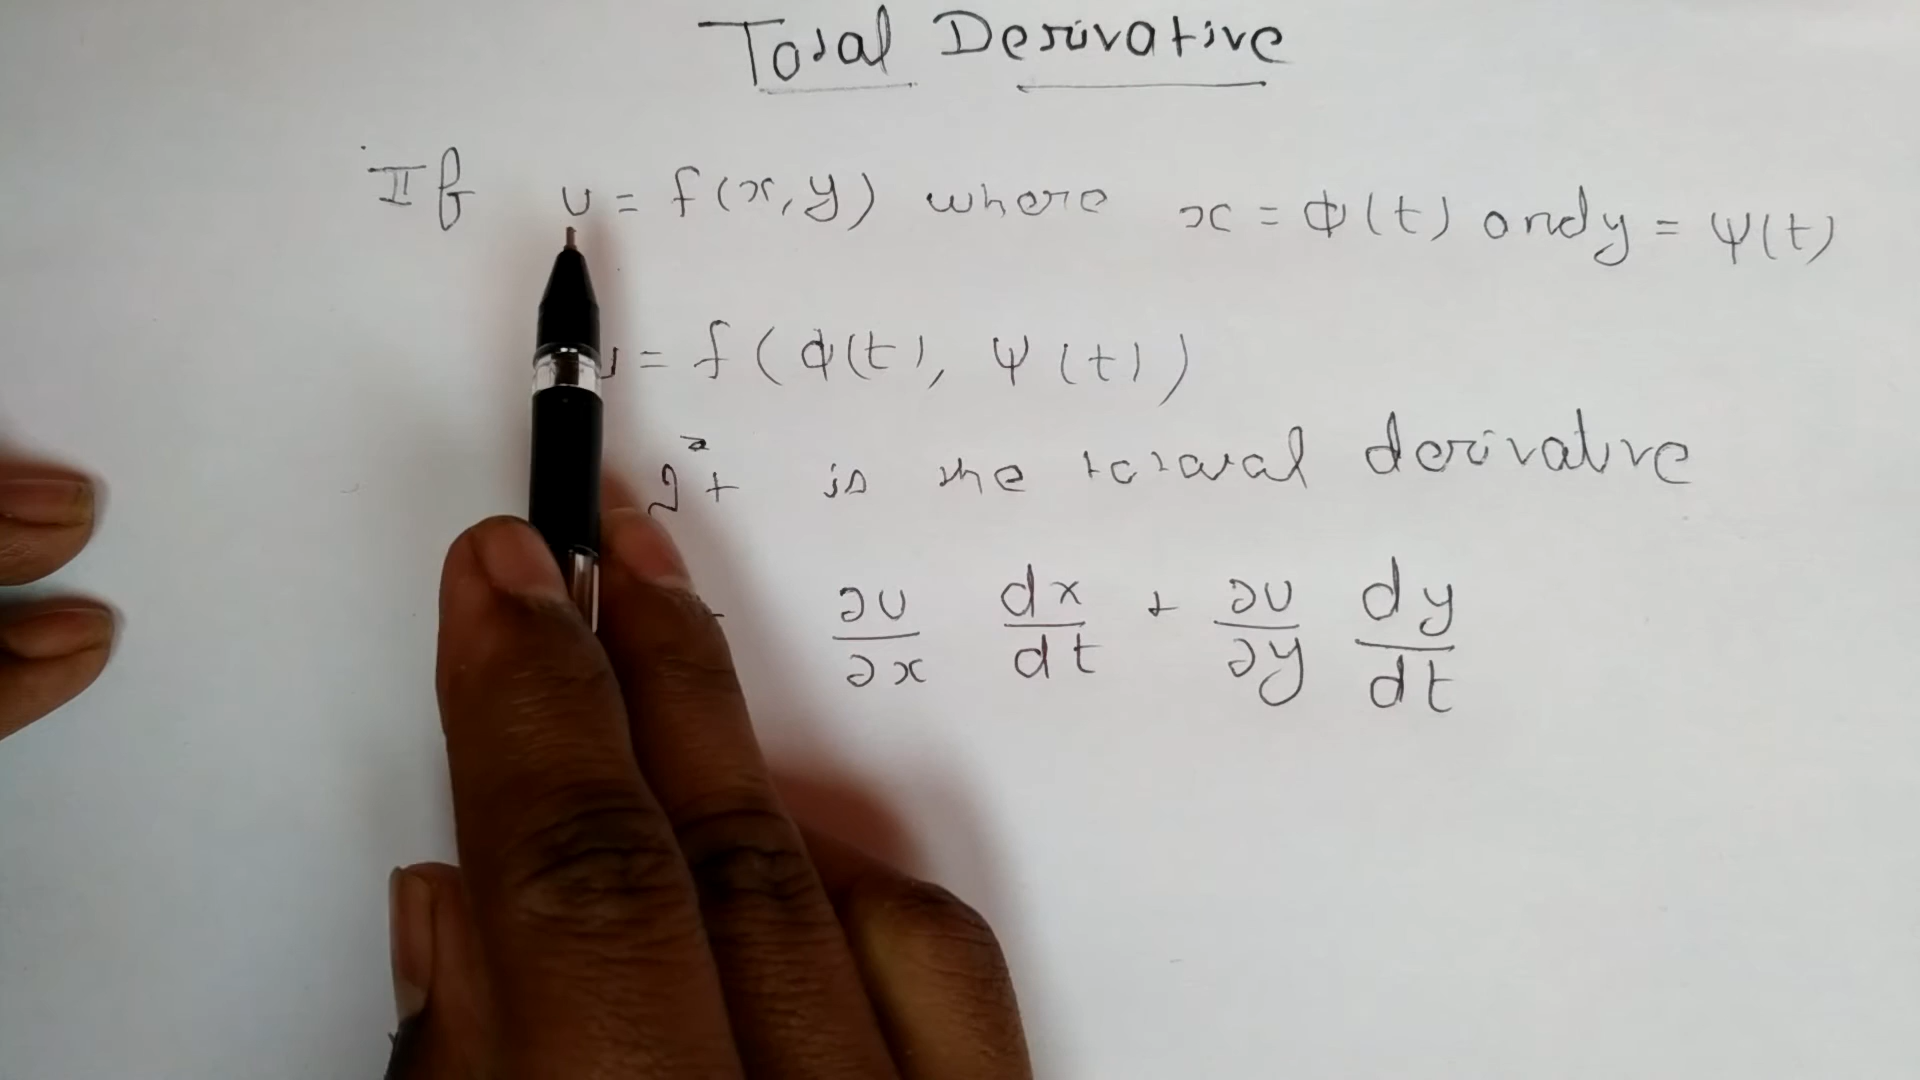 Total Derivative
If u = f(x,y) where x = φ(t) and y = ψ(t)
= f(φ(t), ψ(t))
is the total derivative
∂u/∂x dx/dt + ∂u/∂y dy/dt